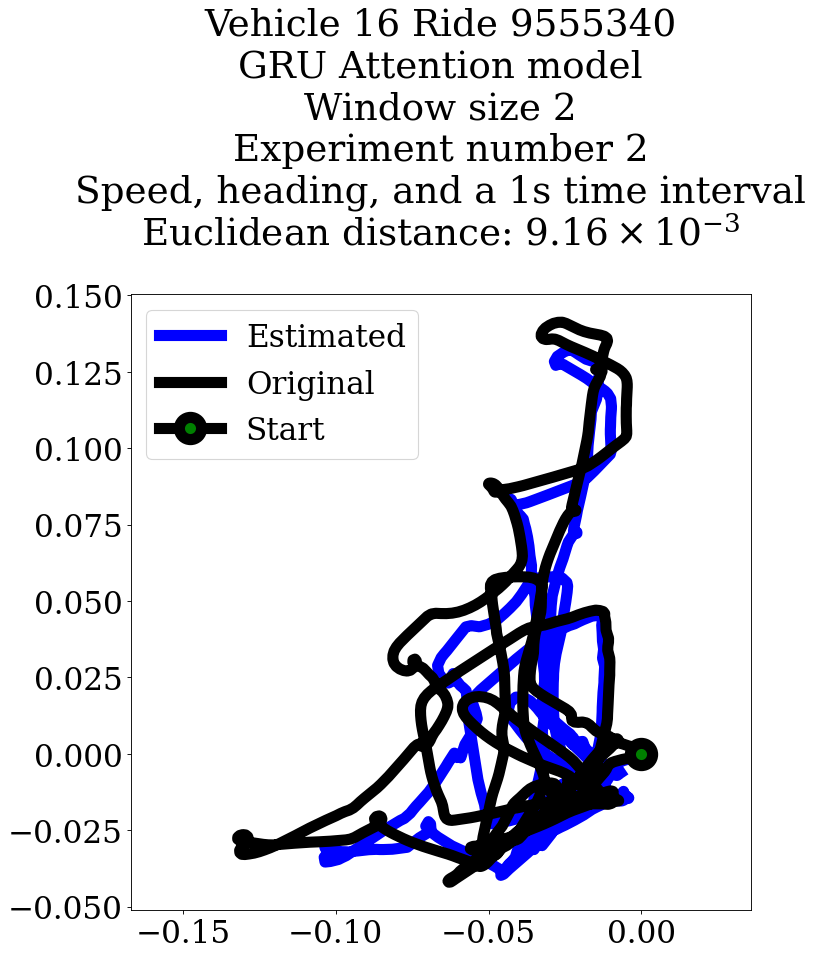 Vehicle 16 Ride 9555340
GRU Attention model
Window size 2
Experiment number 2
Speed, heading, and a 1s time interval
Euclidean distance: 9.16 × 10⁻³
0.150
0.125
0.100
0.075
0.050
0.025
0.000
−0.025
−0.050
Estimated
Original
Start
−0.15
−0.10
−0.05
0.00